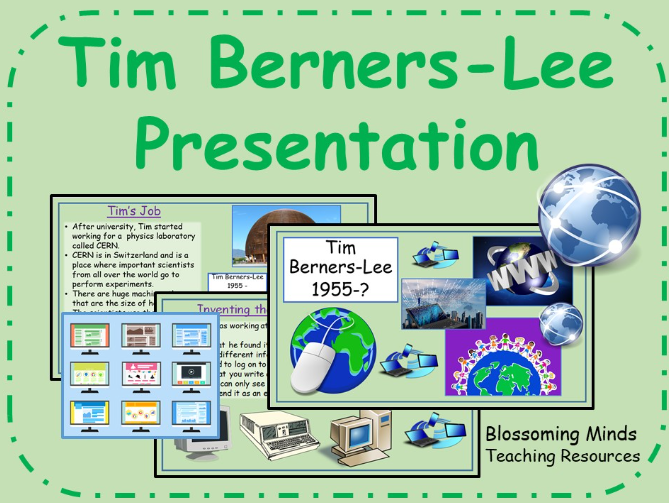 Tim Berners-Lee
Presentation
Tim's Job
• After university, Tim started
working for a physics laboratory
called CERN.
• CERN is in Switzerland and is a
place where important scientists
from all over the world go to
perform experiments.
• There are huge
that are the size of
Tim Berners-Lee
1955 -
Inventing the
as working at
at he found it
different info
d to log on to
at you write
can only see
end it as an e
Tim
Berners-Lee
1955-?
WWW
Blossoming Minds
Teaching Resources